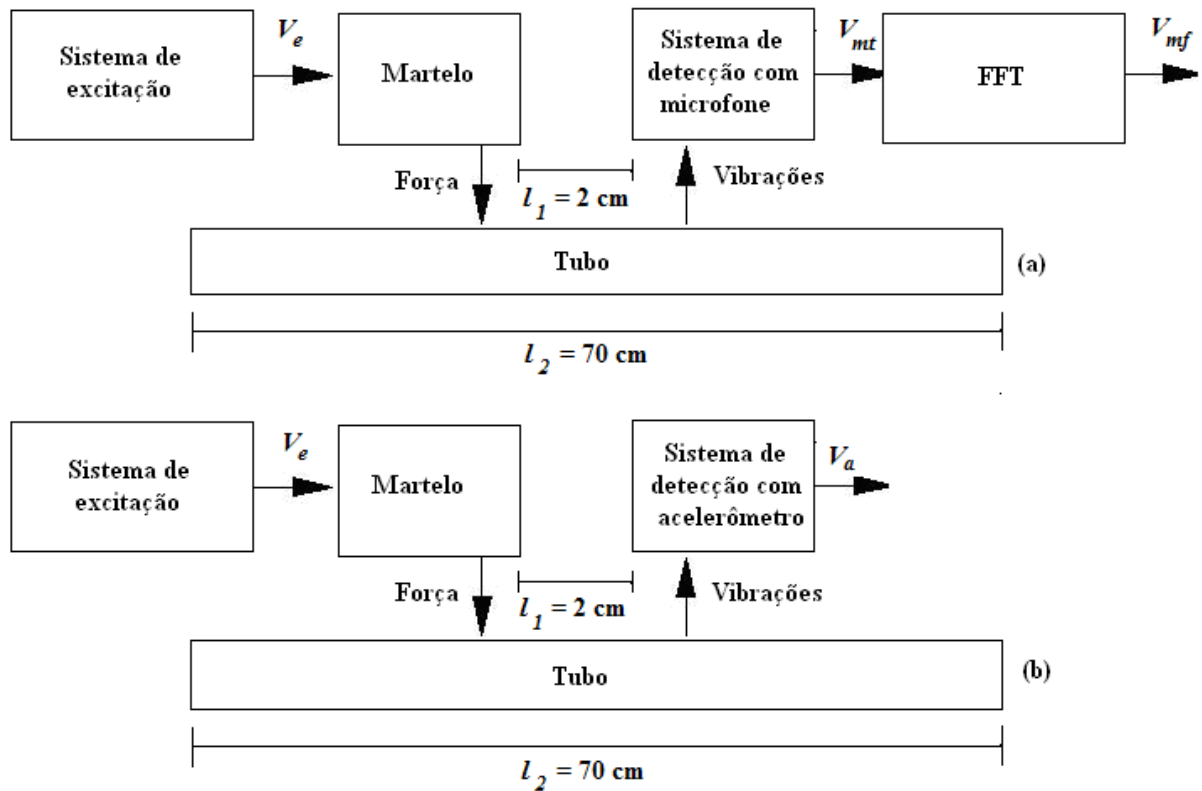 Sistema de
excitação
V_e
Martelo
Sistema de
detecção com
microfone
V_mt
FFT
V_mf
Força
l_1 = 2 cm
Vibrações
Tubo
(a)
l_2 = 70 cm
Sistema de
excitação
V_e
Martelo
Sistema de
detecção com
acelerômetro
V_a
Força
l_1 = 2 cm
Vibrações
Tubo
(b)
l_2 = 70 cm